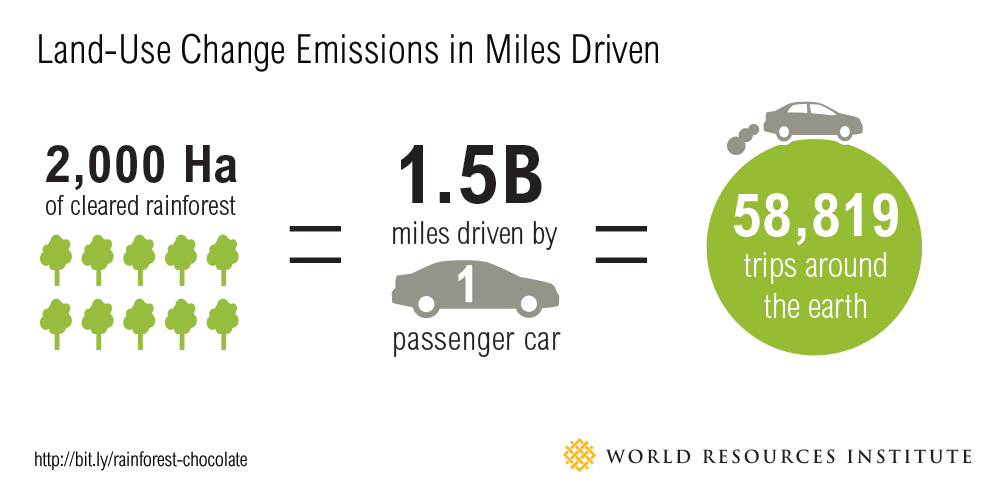 Land-Use Change Emissions in Miles Driven
2,000 Ha
of cleared rainforest
=
1.5B
miles driven by
1
passenger car
=
58,819
trips around
the earth
http://bit.ly/rainforest-chocolate
WORLD RESOURCES INSTITUTE